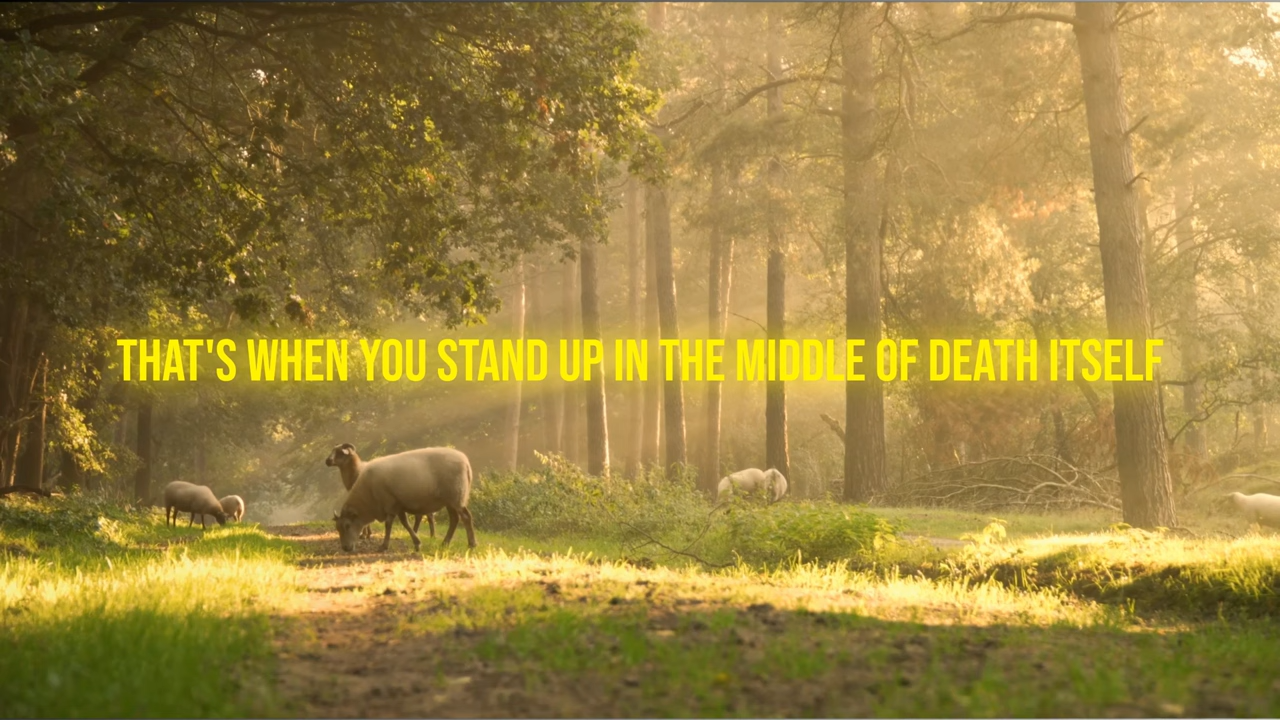 THAT'S WHEN YOU STAND UP IN THE MIDDLE OF DEATH ITSELF